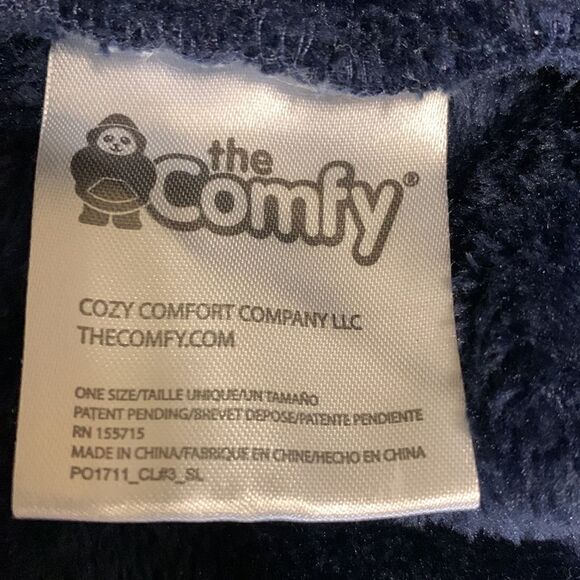 the
Comfy®
COZY COMFORT COMPANY LLC
THECOMFY.COM
ONE SIZE/TAILLE UNIQUE/UN TAMAÑO
PATENT PENDING/BREVET DEPOSE/PATENTE PENDIENTE
RN 155715
MADE IN CHINA/FABRIQUE EN CHINE/HECHO EN CHINA
PO1711_CL#3_SL